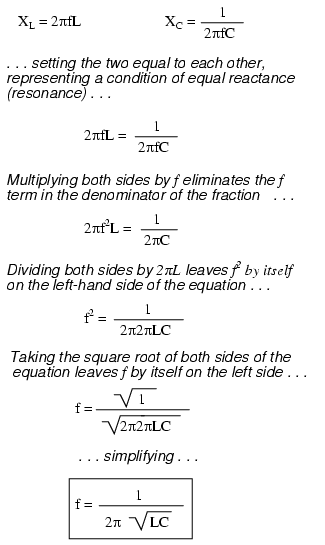 X_L = 2πfL    X_C = 1 / 2πfC
. . . setting the two equal to each other,
representing a condition of equal reactance
(resonance) . . .
2πfL = 1 / 2πfC
Multiplying both sides by f eliminates the f
term in the denominator of the fraction . . .
2πf²L = 1 / 2πC
Dividing both sides by 2πL leaves f² by itself
on the left-hand side of the equation . . .
f² = 1 / 2π2πLC
Taking the square root of both sides of the
equation leaves f by itself on the left side . . .
f = √1 / √2π2πLC
. . . simplifying . . .
f = 1 / 2π √LC